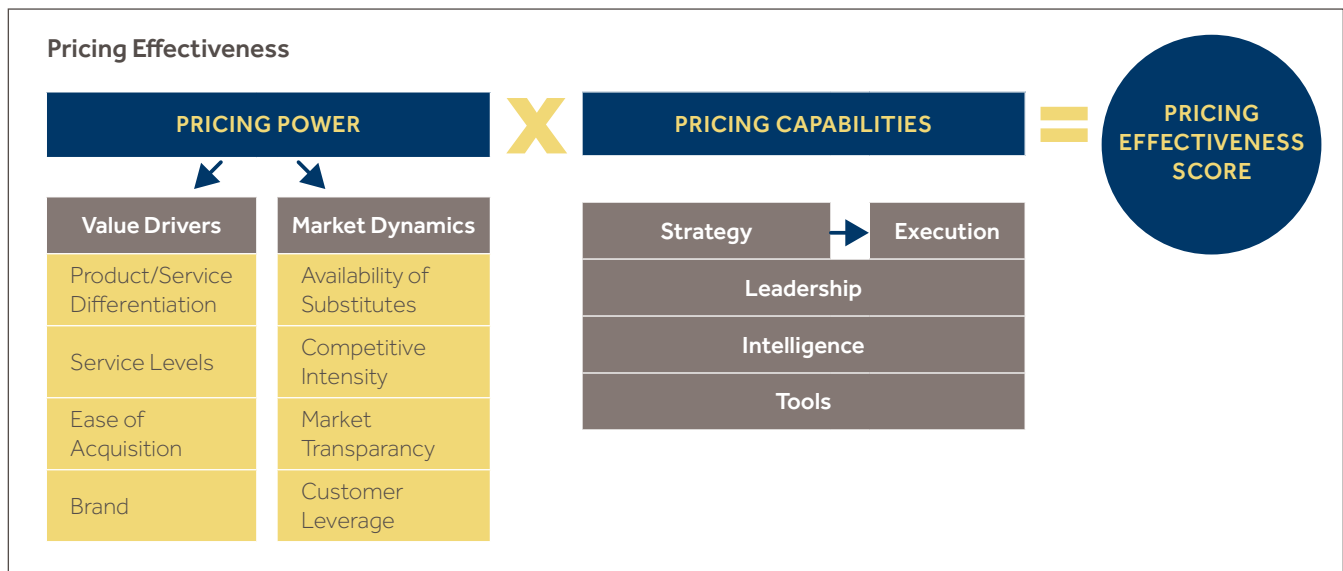 Pricing Effectiveness
PRICING POWER
X
PRICING CAPABILITIES
=
PRICING
EFFECTIVENESS
SCORE
Value Drivers
Product/Service
Differentiation
Service Levels
Ease of
Acquisition
Brand
Market Dynamics
Availability of
Substitutes
Competitive
Intensity
Market
Transparancy
Customer
Leverage
Strategy
Execution
Leadership
Intelligence
Tools